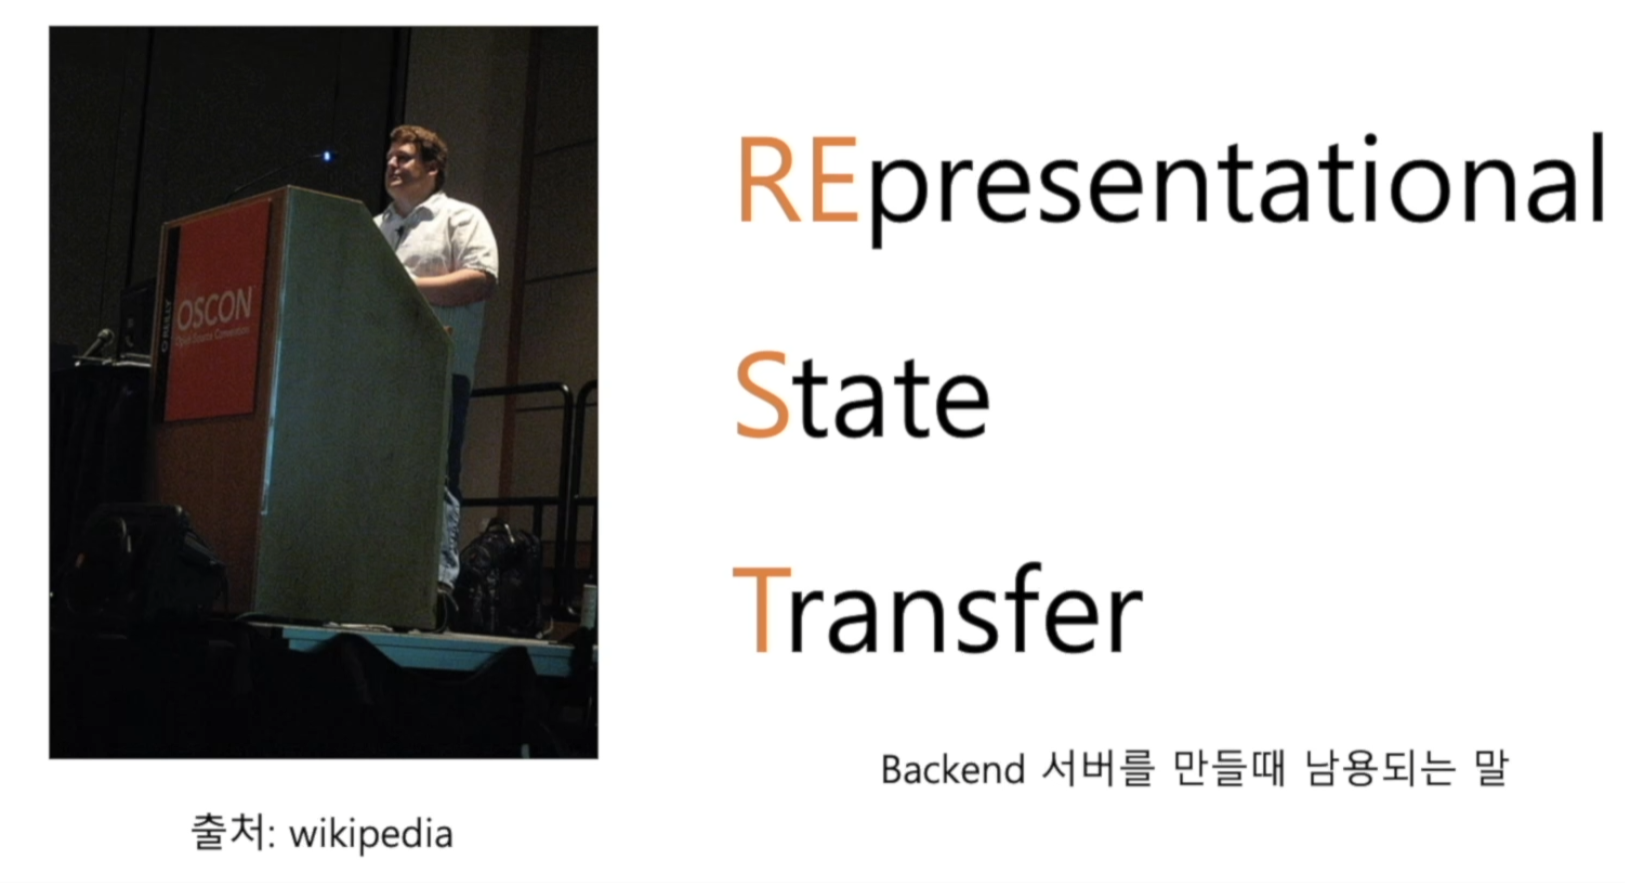 O'REILLY
OSCON
Open Source Convention
출처: wikipedia
REpresentational
State
Transfer
Backend 서버를 만들때 남용되는 말